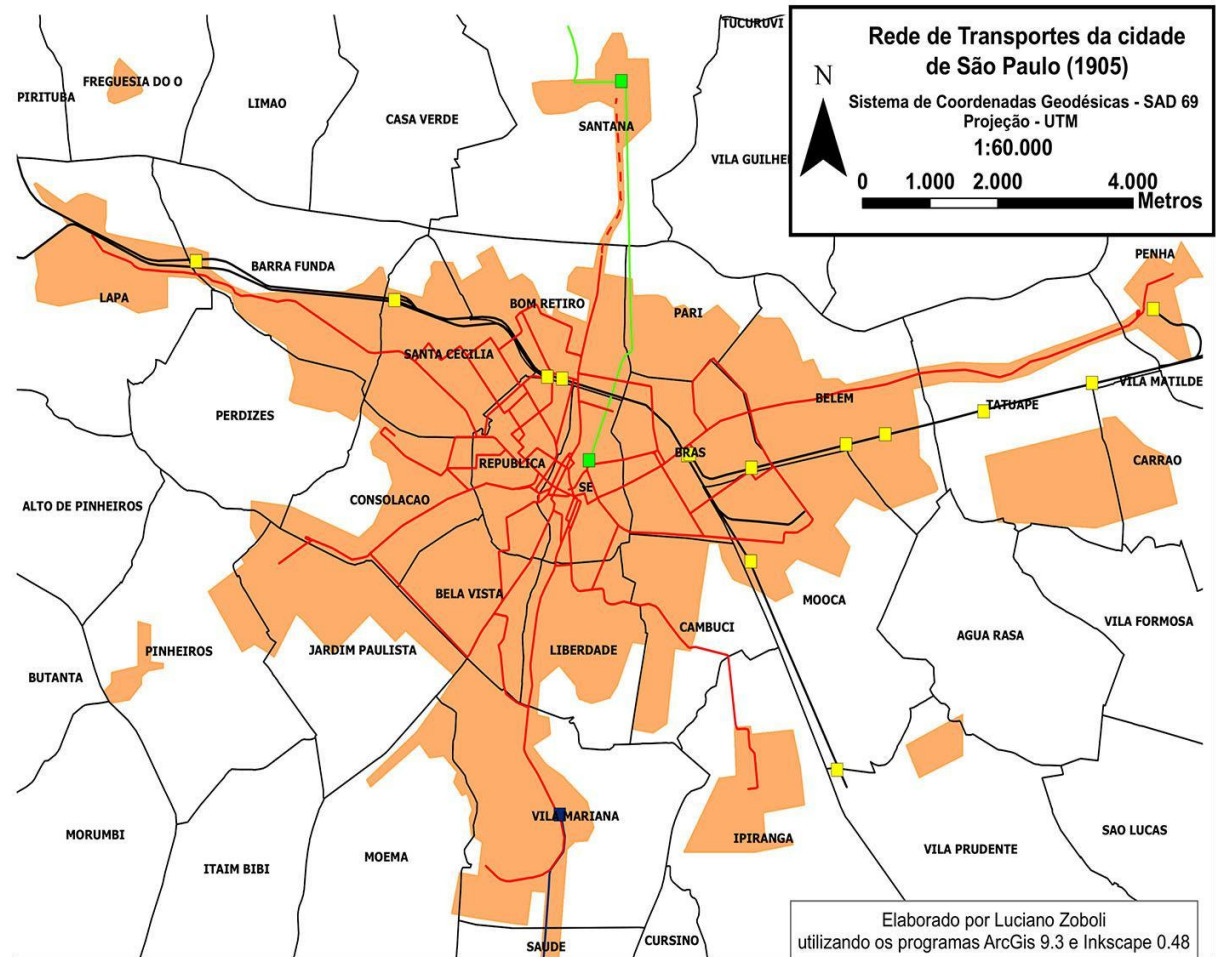 Rede de Transportes da cidade
de São Paulo (1905)
N
Sistema de Coordenadas Geodésicas - SAD 69
Projeção - UTM
1:60.000
0 1.000 2.000 4.000
Metros
TUCURUVI
FREGUESIA DO O
PIRITUBA
LIMAO
CASA VERDE
SANTANA
VILA GUILHE
PENHA
BARRA FUNDA
LAPA
BOM RETIRO
PARI
SANTA CECILIA
VILA MATILDE
BELEM
TATUAPE
PERDIZES
BRAS
REPUBLICA
CARRAO
SE
CONSOLACAO
ALTO DE PINHEIROS
BELA VISTA
MOOCA
CAMBUCI
VILA FORMOSA
AGUA RASA
PINHEIROS
JARDIM PAULISTA
LIBERDADE
BUTANTA
VILA MARIANA
MORUMBI
SAO LUCAS
IPIRANGA
VILA PRUDENTE
MOEMA
ITAIM BIBI
CURSINO
SAUDE
Elaborado por Luciano Zoboli
utilizando os programas ArcGis 9.3 e Inkscape 0.48